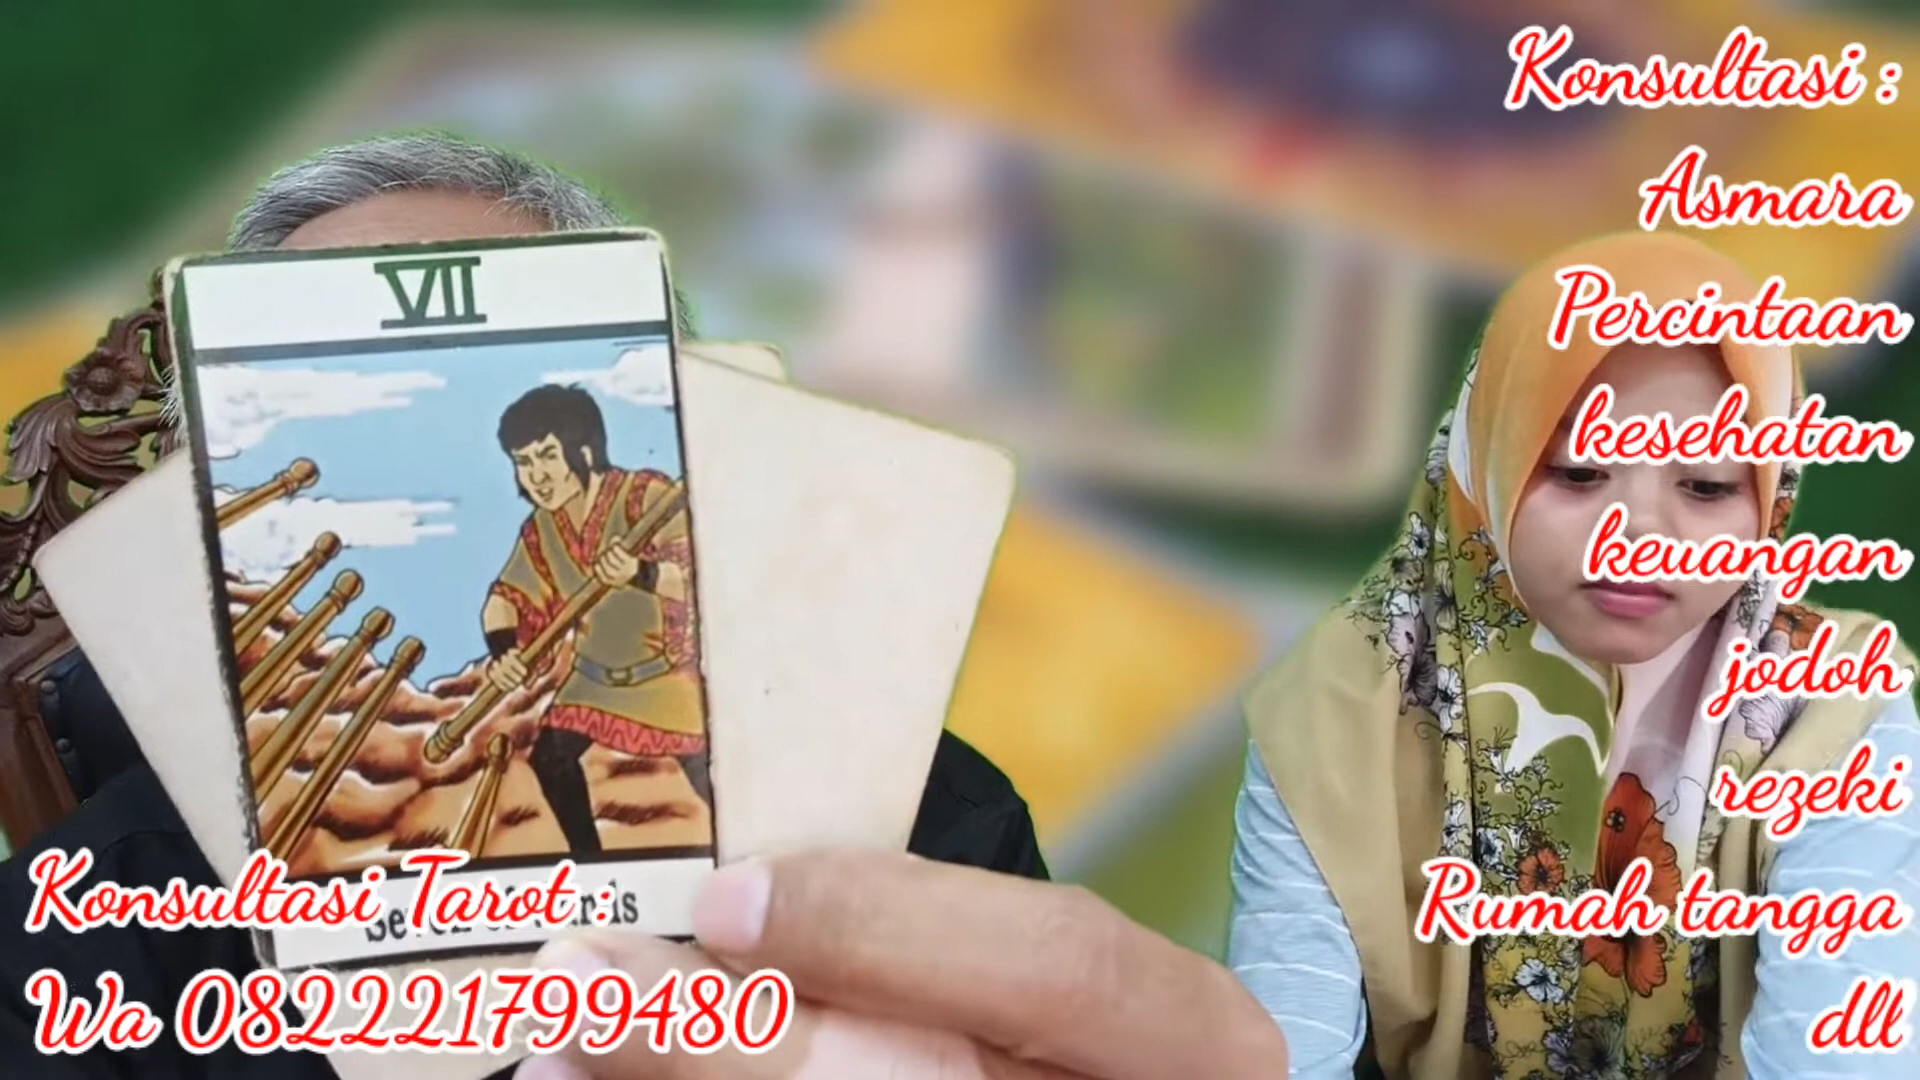 Konsultasi :
Asmara
Percintaan
kesehatan
keuangan
jodoh
rezeki
Rumah tangga
dll
VII
Konsultasi Tarot :
Wa 082221799480